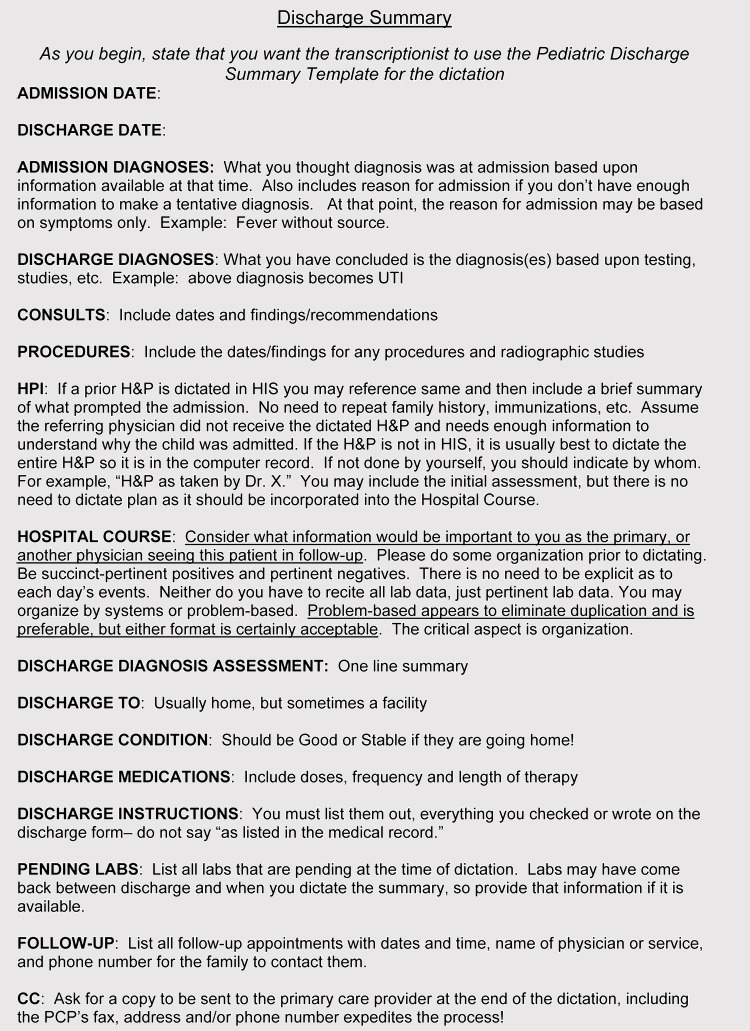 Discharge Summary
As you begin, state that you want the transcriptionist to use the Pediatric Discharge
Summary Template for the dictation
ADMISSION DATE:
DISCHARGE DATE:
ADMISSION DIAGNOSES: What you thought diagnosis was at admission based upon
information available at that time. Also includes reason for admission if you don't have enough
information to make a tentative diagnosis. At that point, the reason for admission may be based
on symptoms only. Example: Fever without source.
DISCHARGE DIAGNOSES: What you have concluded is the diagnosis(es) based upon testing,
studies, etc. Example: above diagnosis becomes UTI
CONSULTS: Include dates and findings/recommendations
PROCEDURES: Include the dates/findings for any procedures and radiographic studies
HPI: If a prior H&P is dictated in HIS you may reference same and then include a brief summary
of what prompted the admission. No need to repeat family history, immunizations, etc. Assume
the referring physician did not receive the dictated H&P and needs enough information to
understand why the child was admitted. If the H&P is not in HIS, it is usually best to dictate the
entire H&P so it is in the computer record. If not done by yourself, you should indicate by whom.
For example, “H&P as taken by Dr. X.” You may include the initial assessment, but there is no
need to dictate plan as it should be incorporated into the Hospital Course.
HOSPITAL COURSE: Consider what information would be important to you as the primary, or
another physician seeing this patient in follow-up. Please do some organization prior to dictating.
Be succinct-pertinent positives and pertinent negatives. There is no need to be explicit as to
each day's events. Neither do you have to recite all lab data, just pertinent lab data. You may
organize by systems or problem-based. Problem-based appears to eliminate duplication and is
preferable, but either format is certainly acceptable. The critical aspect is organization.
DISCHARGE DIAGNOSIS ASSESSMENT: One line summary
DISCHARGE TO: Usually home, but sometimes a facility
DISCHARGE CONDITION: Should be Good or Stable if they are going home!
DISCHARGE MEDICATIONS: Include doses, frequency and length of therapy
DISCHARGE INSTRUCTIONS: You must list them out, everything you checked or wrote on the
discharge form– do not say “as listed in the medical record.”
PENDING LABS: List all labs that are pending at the time of dictation. Labs may have come
back between discharge and when you dictate the summary, so provide that information if it is
available.
FOLLOW-UP: List all follow-up appointments with dates and time, name of physician or service,
and phone number for the family to contact them.
CC: Ask for a copy to be sent to the primary care provider at the end of the dictation, including
the PCP's fax, address and/or phone number expedites the process!